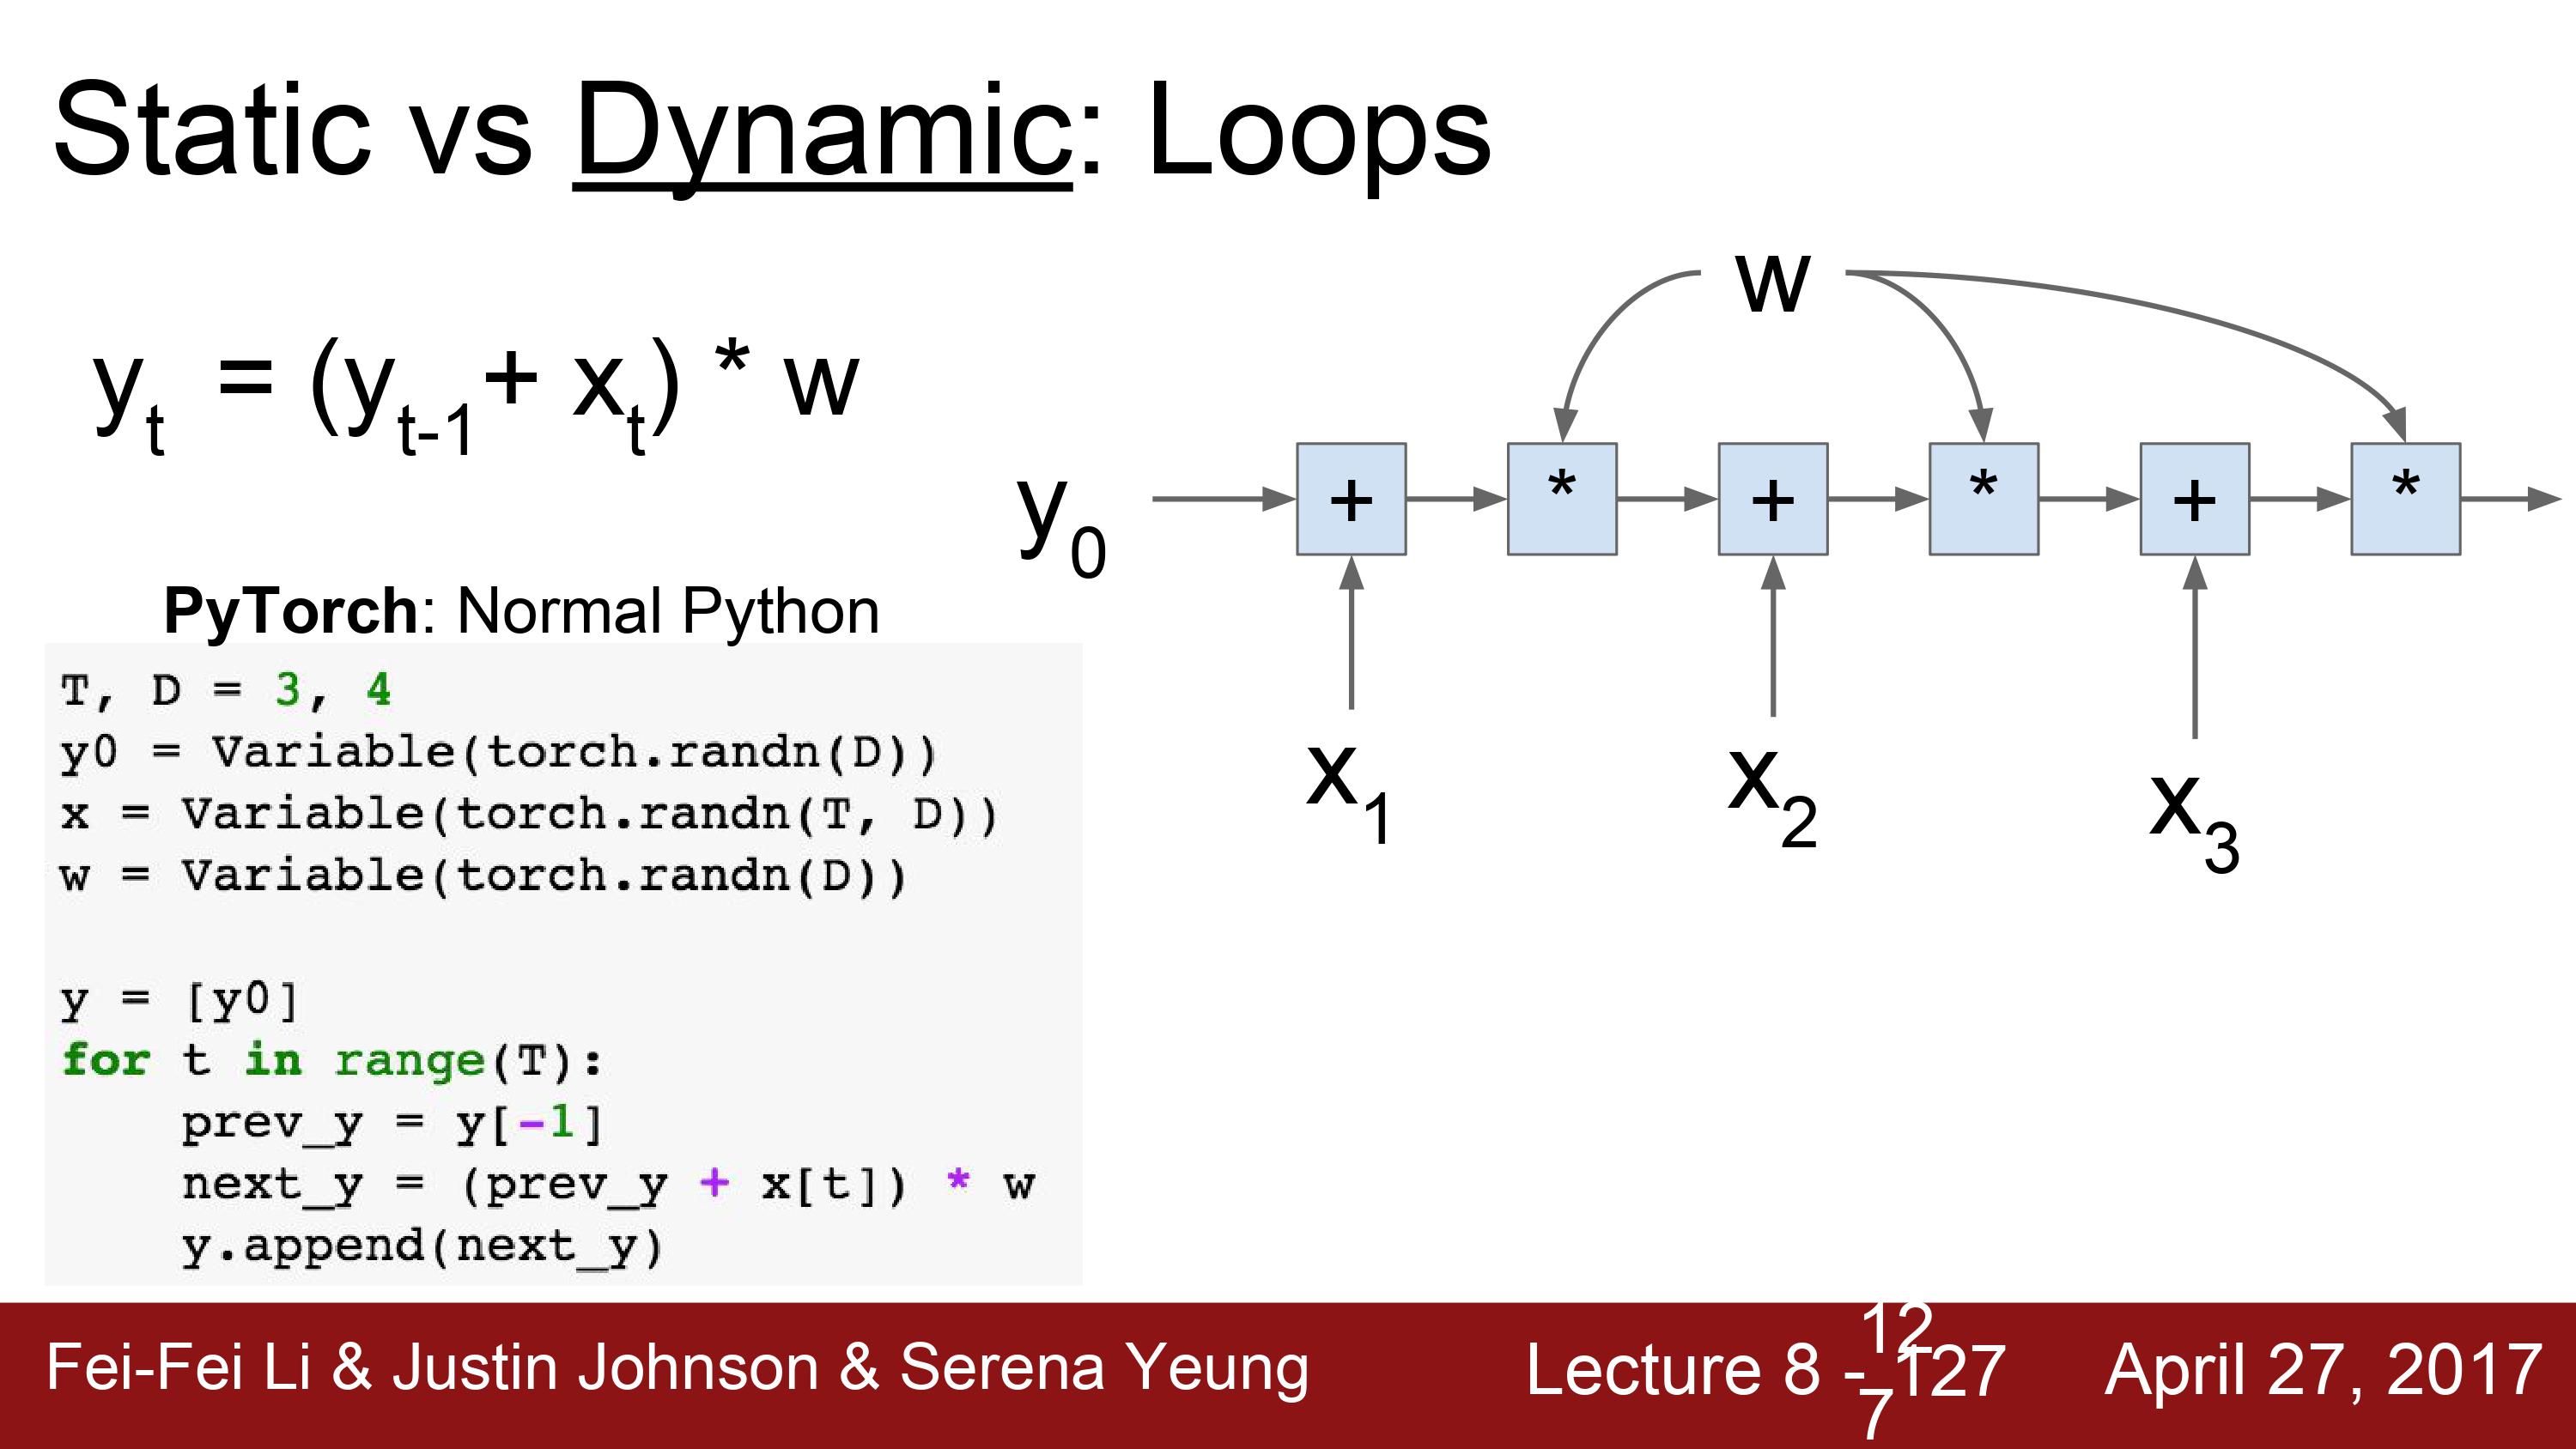 Static vs Dynamic: Loops
y_t = (y_{t-1} + x_t) * w
PyTorch: Normal Python
T, D = 3, 4
y0 = Variable(torch.randn(D))
x = Variable(torch.randn(T, D))
w = Variable(torch.randn(D))
y = [y0]
for t in range(T):
    prev_y = y[-1]
    next_y = (prev_y + x[t]) * w
    y.append(next_y)
w
y_0
+ * + * + *
x_1 x_2 x_3
Fei-Fei Li & Justin Johnson & Serena Yeung
Lecture 8 - 127
12
7
April 27, 2017